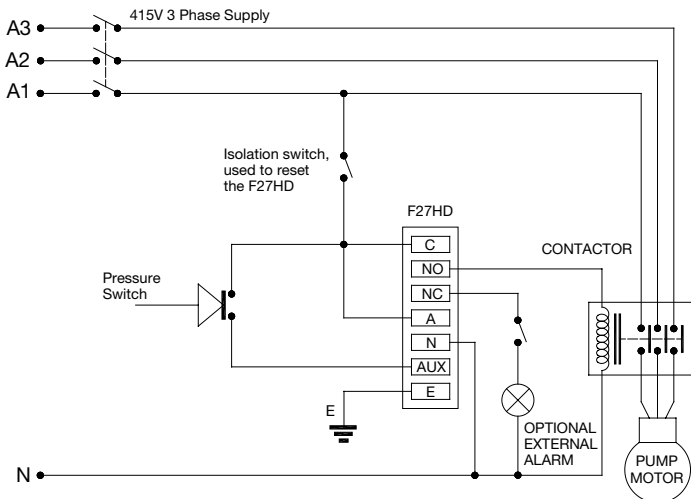 415V 3 Phase Supply
A3
A2
A1
Isolation switch,
used to reset
the F27HD
F27HD
C
NO
NC
A
N
AUX
E
CONTACTOR
Pressure
Switch
E
OPTIONAL
EXTERNAL
ALARM
PUMP
MOTOR
N